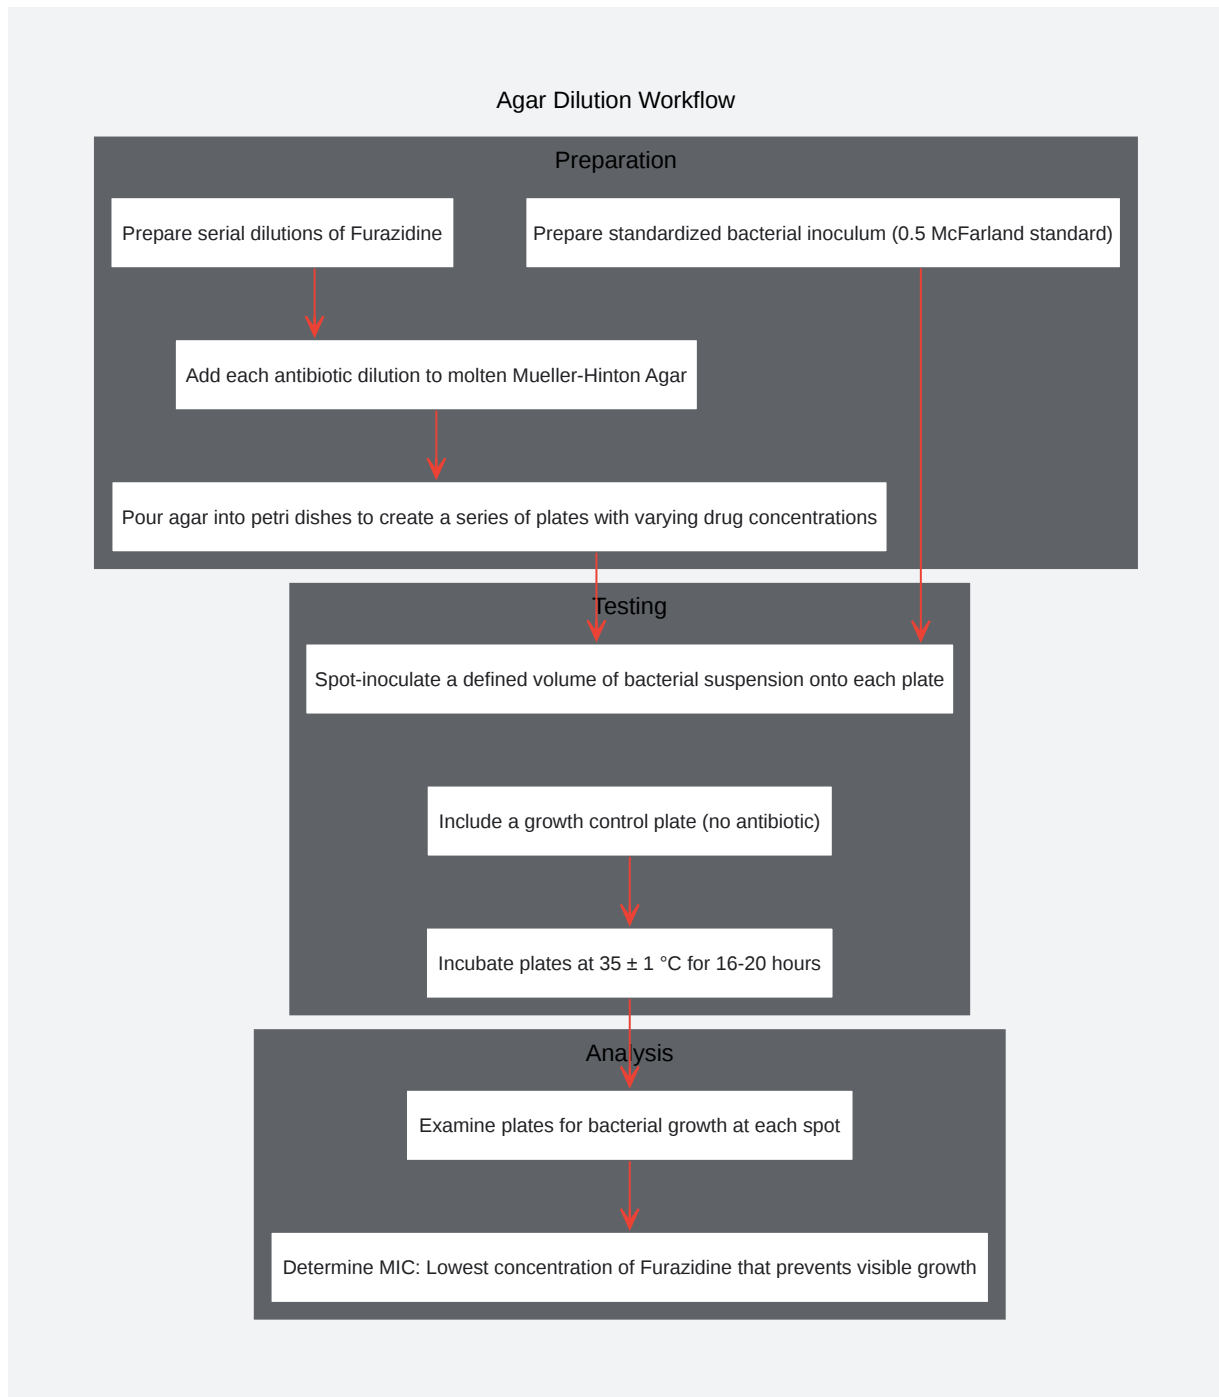 Agar Dilution Workflow
Preparation
Prepare serial dilutions of Furazidine
Prepare standardized bacterial inoculum (0.5 McFarland standard)
Add each antibiotic dilution to molten Mueller-Hinton Agar
Pour agar into petri dishes to create a series of plates with varying drug concentrations
Testing
Spot-inoculate a defined volume of bacterial suspension onto each plate
Include a growth control plate (no antibiotic)
Incubate plates at 35 ± 1 °C for 16-20 hours
Analysis
Examine plates for bacterial growth at each spot
Determine MIC: Lowest concentration of Furazidine that prevents visible growth